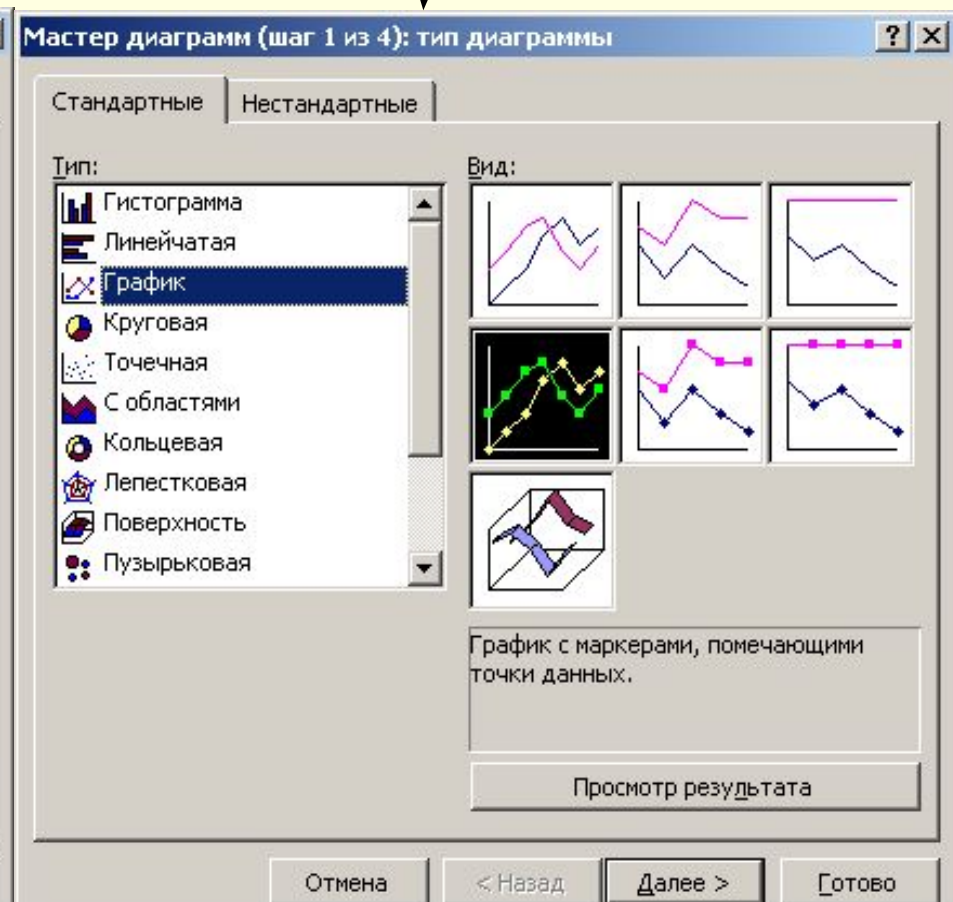 Мастер диаграмм (шаг 1 из 4): тип диаграммы
Стандартные
Нестандартные
Тип:
Гистограмма
Линейчатая
График
Круговая
Точечная
С областями
Кольцевая
Лепестковая
Поверхность
Пузырьковая
Вид:
График с маркерами, помечающими
точки данных.
Просмотр результата
Отмена
< Назад
Далее >
Готово